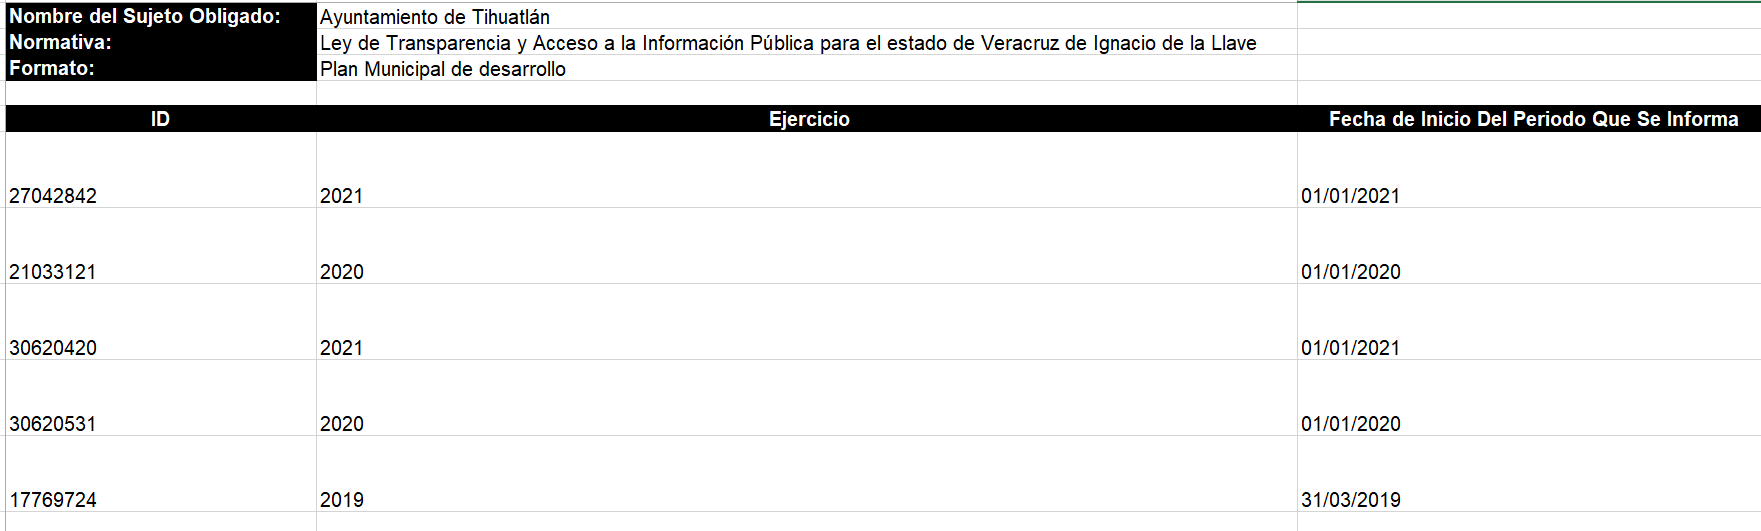 Nombre del Sujeto Obligado: Ayuntamiento de Tihuatlán
Normativa: Ley de Transparencia y Acceso a la Información Pública para el estado de Veracruz de Ignacio de la Llave
Formato: Plan Municipal de desarrollo
ID Ejercicio Fecha de Inicio Del Periodo Que Se Informa
27042842 2021 01/01/2021
21033121 2020 01/01/2020
30620420 2021 01/01/2021
30620531 2020 01/01/2020
17769724 2019 31/03/2019